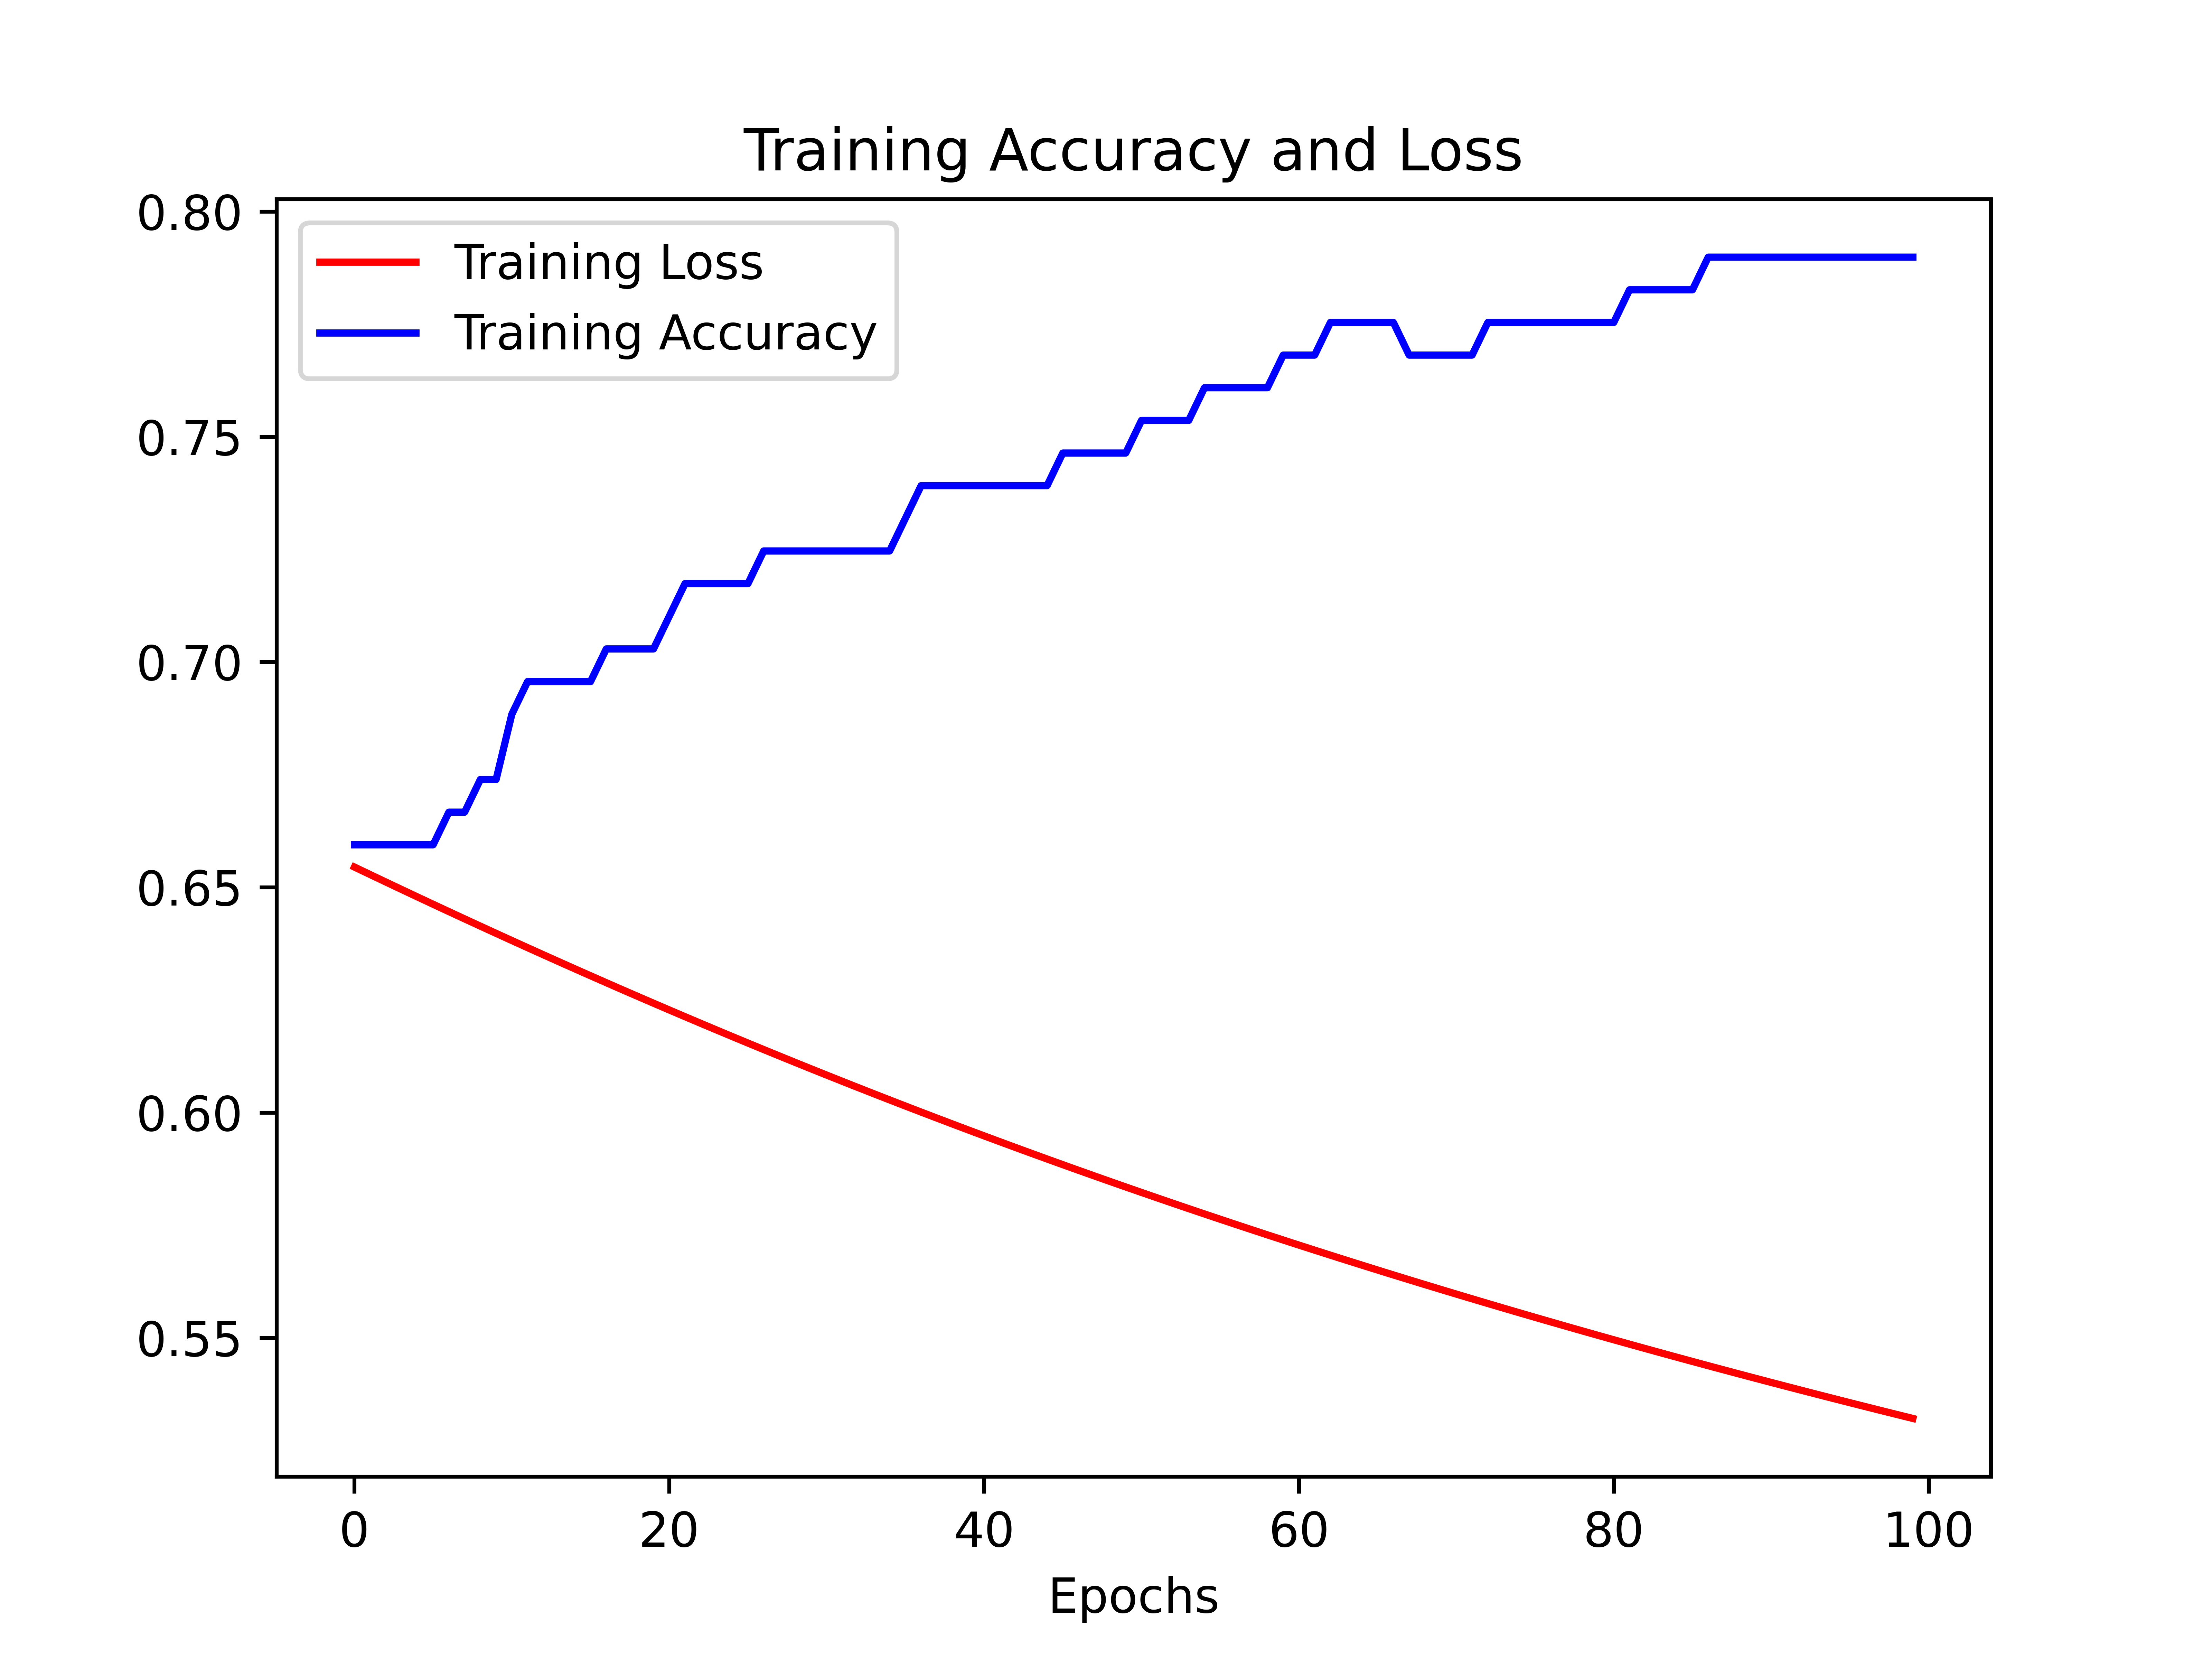 Training Accuracy and Loss
Training Loss
Training Accuracy
0.80
0.75
0.70
0.65
0.60
0.55
0 20 40 60 80 100
Epochs